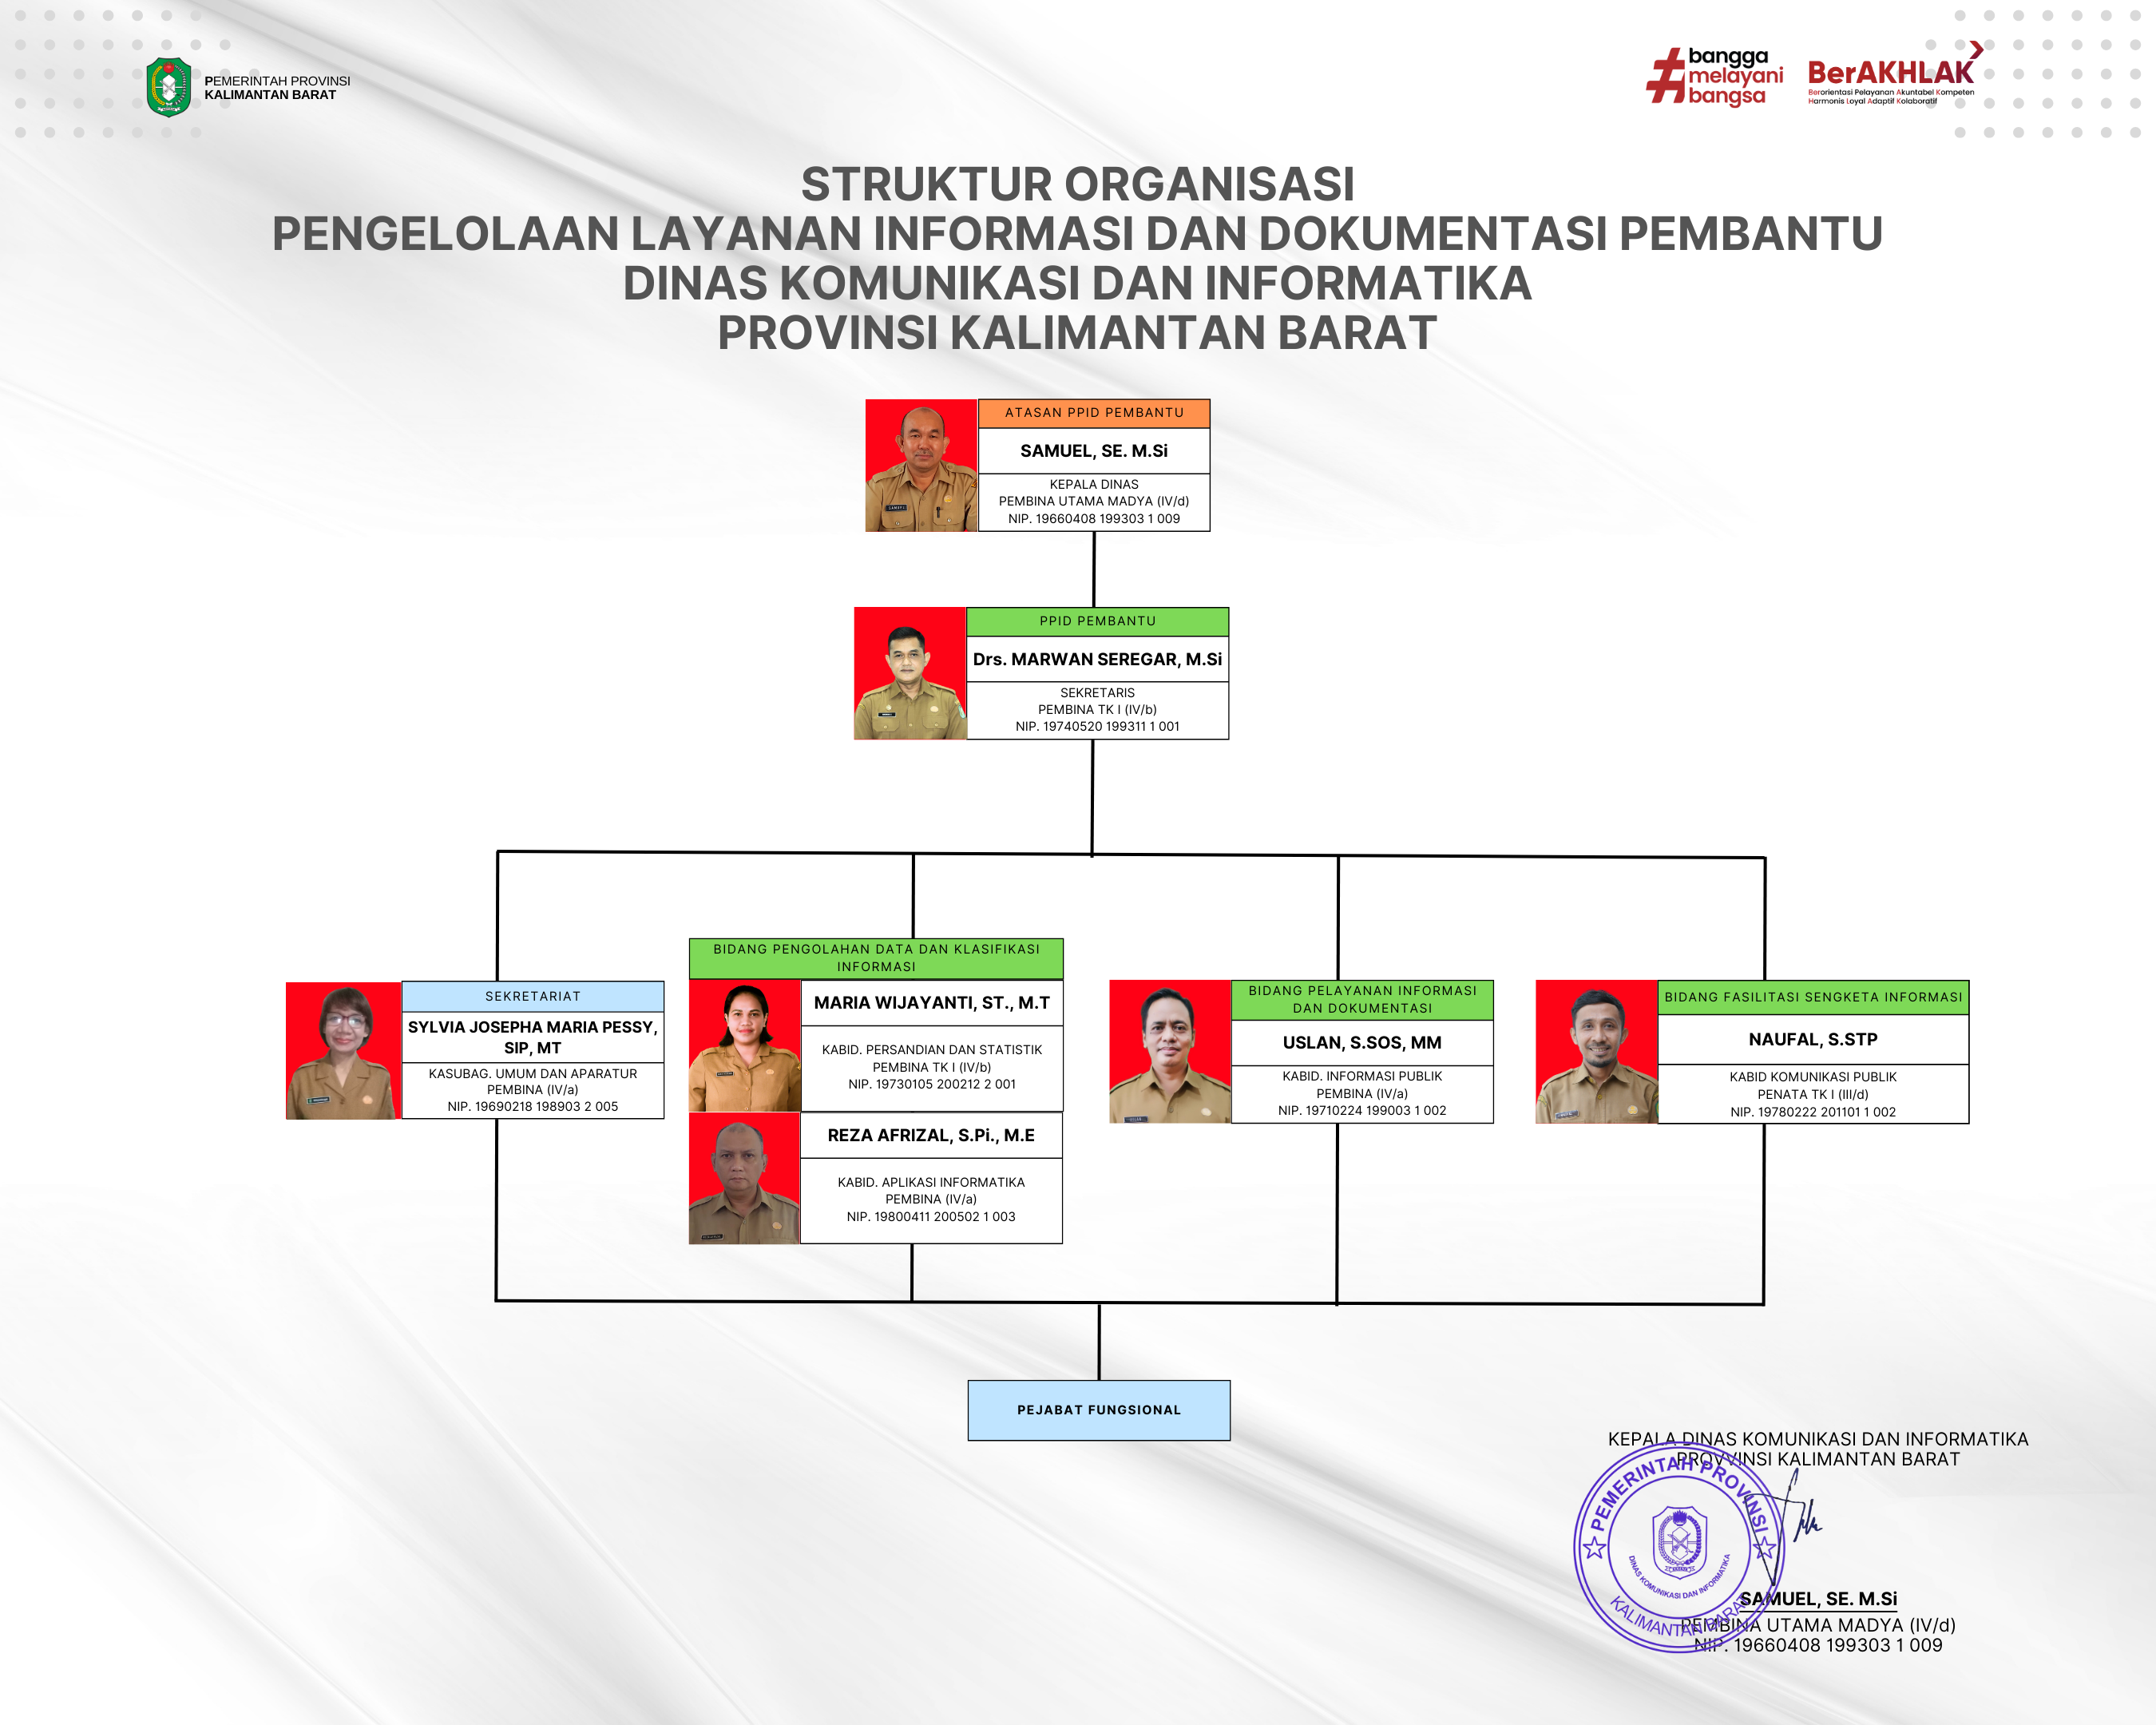 PEMERINTAH PROVINSI
KALIMANTAN BARAT
#bangga
melayani
bangsa
BerAKHLAK
Berorientasi Pelayanan Akuntabel Kompeten
Harmonis Loyal Adaptif Kolaboratif
STRUKTUR ORGANISASI
PENGELOLAAN LAYANAN INFORMASI DAN DOKUMENTASI PEMBANTU
DINAS KOMUNIKASI DAN INFORMATIKA
PROVINSI KALIMANTAN BARAT
ATASAN PPID PEMBANTU
SAMUEL, SE. M.Si
KEPALA DINAS
PEMBINA UTAMA MADYA (IV/d)
NIP. 19660408 199303 1 009
PPID PEMBANTU
Drs. MARWAN SEREGAR, M.Si
SEKRETARIS
PEMBINA TK I (IV/b)
NIP. 19740520 199311 1 001
SEKRETARIAT
SYLVIA JOSEPHA MARIA PESSY,
SIP, MT
KASUBAG. UMUM DAN APARATUR
PEMBINA (IV/a)
NIP. 19690218 198903 2 005
BIDANG PENGOLAHAN DATA DAN KLASIFIKASI
INFORMASI
MARIA WIJAYANTI, ST., M.T
KABID. PERSANDIAN DAN STATISTIK
PEMBINA TK I (IV/b)
NIP. 19730105 200212 2 001
REZA AFRIZAL, S.Pi., M.E
KABID. APLIKASI INFORMATIKA
PEMBINA (IV/a)
NIP. 19800411 200502 1 003
BIDANG PELAYANAN INFORMASI
DAN DOKUMENTASI
USLAN, S.SOS, MM
KABID. INFORMASI PUBLIK
PEMBINA (IV/a)
NIP. 19710224 199003 1 002
BIDANG FASILITASI SENGKETA INFORMASI
NAUFAL, S.STP
KABID KOMUNIKASI PUBLIK
PENATA TK I (III/d)
NIP. 19780222 201101 1 002
PEJABAT FUNGSIONAL
KEPALA DINAS KOMUNIKASI DAN INFORMATIKA
PROVVINSI KALIMANTAN BARAT
PEMERINTAH PROVINSI
DINAS KOMUNIKASI DAN INFORMATIKA
KALIMANTAN BARAT
SAMUEL, SE. M.Si
PEMBINA UTAMA MADYA (IV/d)
NIP. 19660408 199303 1 009